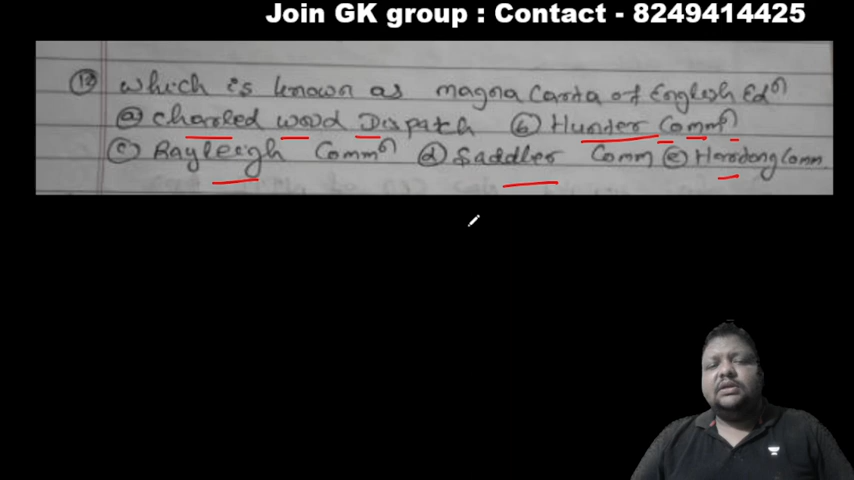 Join GK group : Contact - 8249414425
12 which is known as magna Carta of English Edn
a Charled wood Dispatch b Hunter Commn
c Rayleigh Commn d Saddler Comm e Hardong Comm